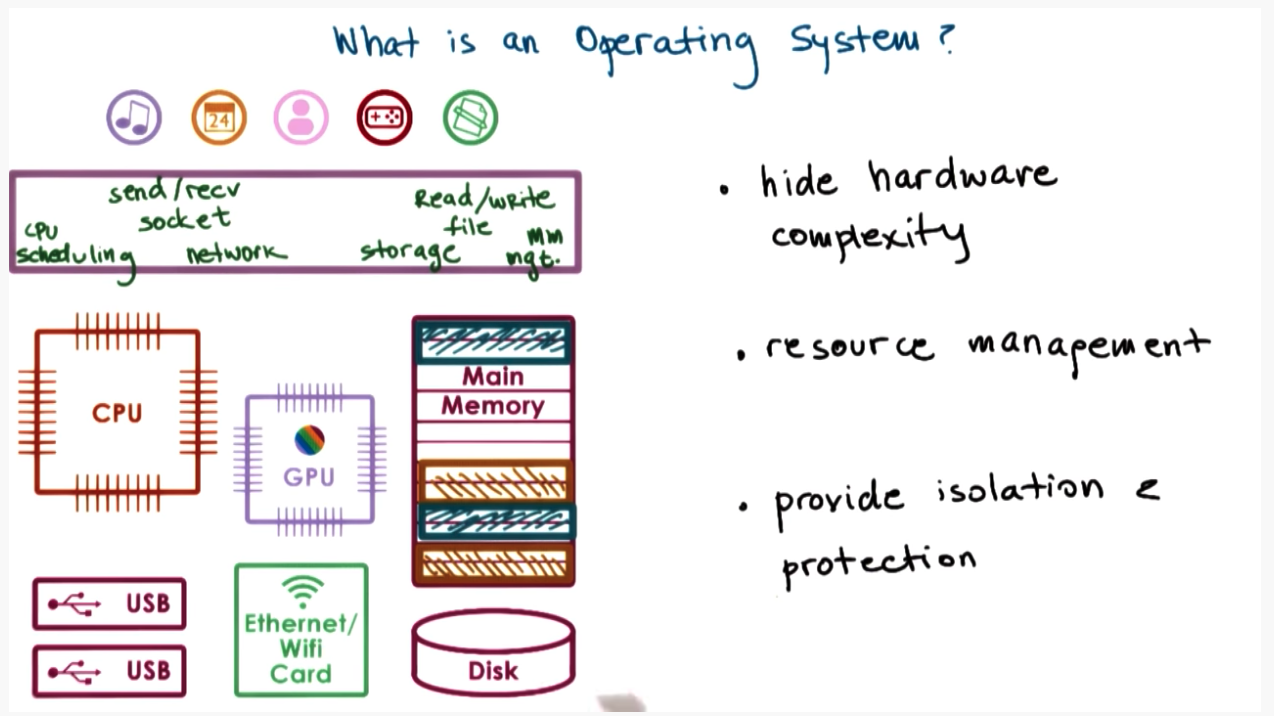 What is an Operating System?
24
send/recv
socket
Read/write
file
CPU
scheduling
network
storage
mm
mgt.
• hide hardware
complexity
• resource management
• provide isolation &
protection
CPU
GPU
Main
Memory
USB
USB
Ethernet/
Wifi
Card
Disk